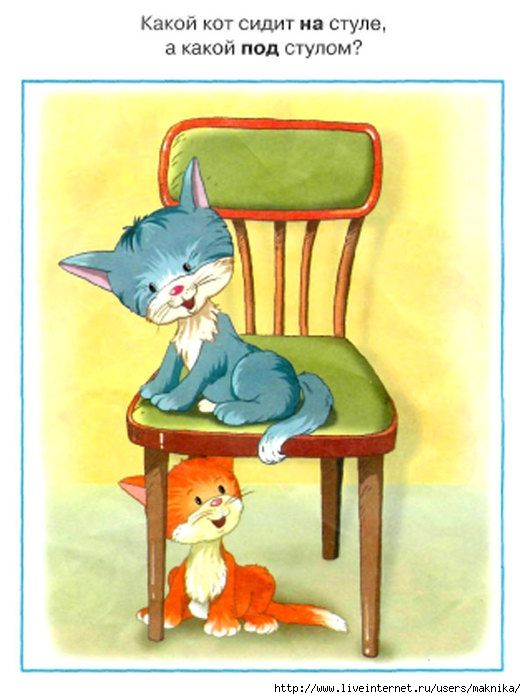 Какой кот сидит на стуле,
а какой под стулом?
http://www.liveinternet.ru/users/maknika/